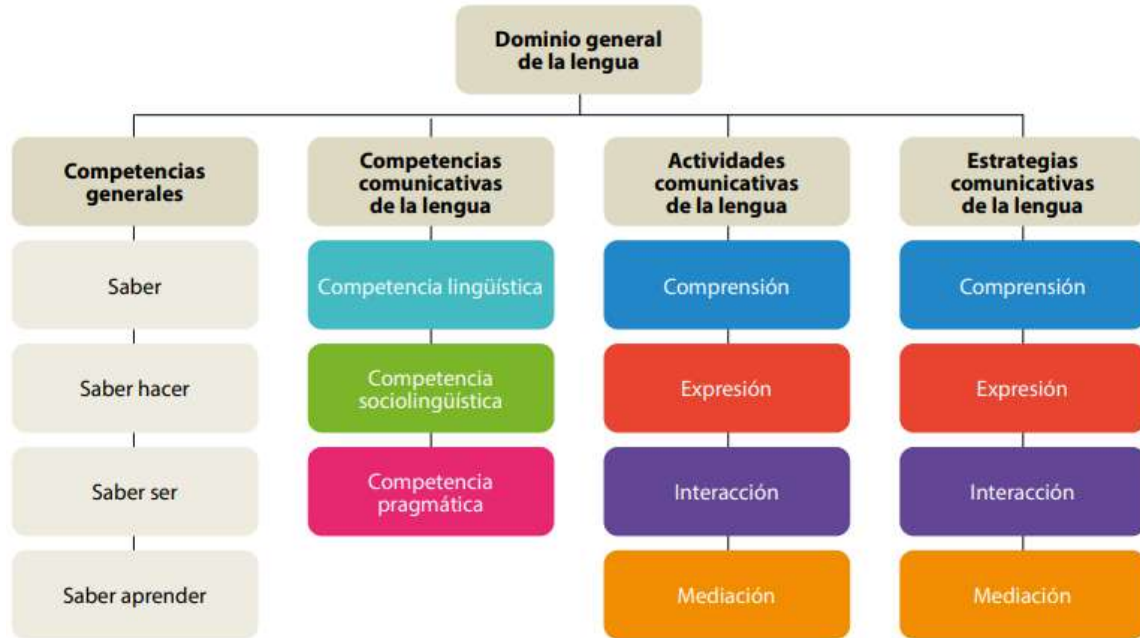 Dominio general
de la lengua
Competencias
generales
Competencias
comunicativas
de la lengua
Actividades
comunicativas
de la lengua
Estrategias
comunicativas
de la lengua
Saber
Competencia lingüística
Comprensión
Comprensión
Saber hacer
Competencia
sociolingüística
Expresión
Expresión
Saber ser
Competencia
pragmática
Interacción
Interacción
Saber aprender
Mediación
Mediación